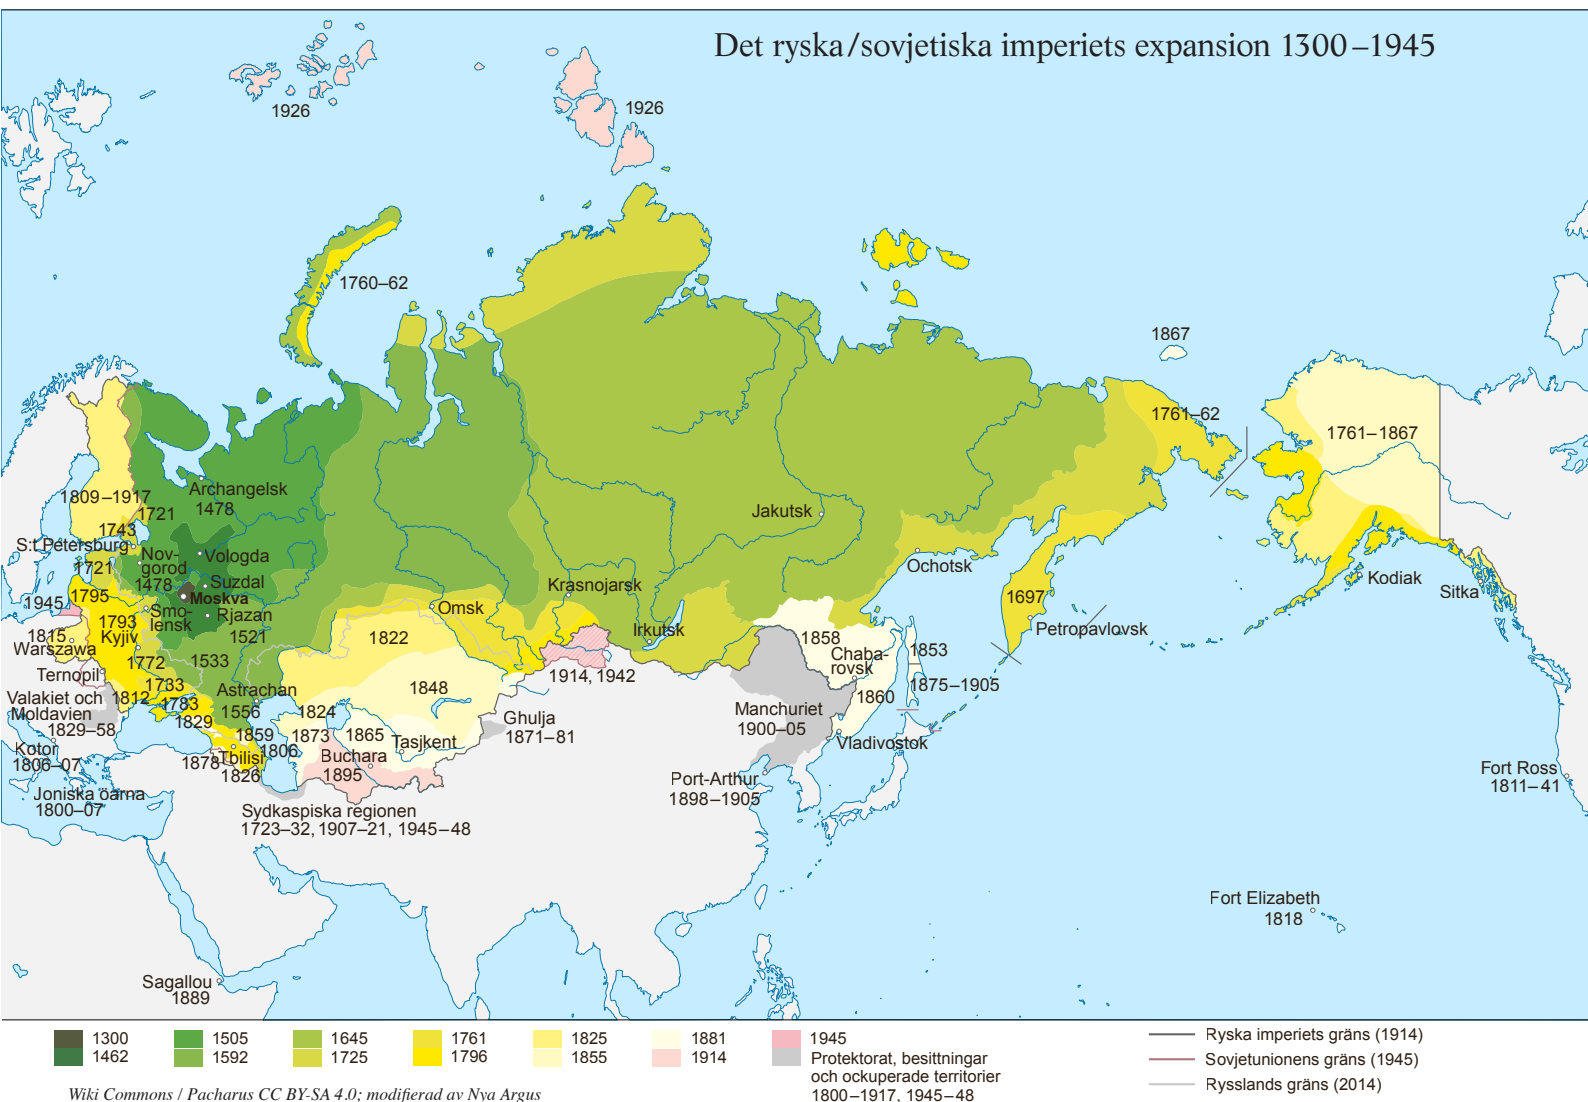 Det ryska/sovjetiska imperiets expansion 1300–1945
1926
1926
1760–62
1867
1761–62
1761–1867
1809–1917
Archangelsk
1478
1721
1743
S:t Petersburg
1721
Nov-
gorod
1478
Vologda
Suzdal
Moskva
Rjazan
Smo-
lensk
1795
1945
1793
Kyjiv
1815
Warszawa
1521
1533
1772
Ternopil
1733
1812
1783
1829
Valakiet och
Moldavien
1829–58
Kotor
1806–07
Joniska öarna
1800–07
Astrachan
1556
1859
1806
Tbilisi
1878
1826
1824
1873
1822
1848
1865
Tasjkent
Buchara
1895
Ghulja
1871–81
Sydkaspiska regionen
1723–32, 1907–21, 1945–48
Omsk
Krasnojarsk
Irkutsk
1914, 1942
Jakutsk
Ochotsk
1697
Petropavlovsk
1858
Chaba-
rovsk
1860
1853
1875–1905
Manchuriet
1900–05
Vladivostok
Port-Arthur
1898–1905
Kodiak
Sitka
Fort Ross
1811–41
Fort Elizabeth
1818
Sagallou
1889
1300
1462
1505
1592
1645
1725
1761
1796
1825
1855
1881
1914
1945
Protektorat, besittningar
och ockuperade territorier
1800–1917, 1945–48
Ryska imperiets gräns (1914)
Sovjetunionens gräns (1945)
Rysslands gräns (2014)
Wiki Commons / Pacharus CC BY-SA 4.0; modifierad av Nya Argus